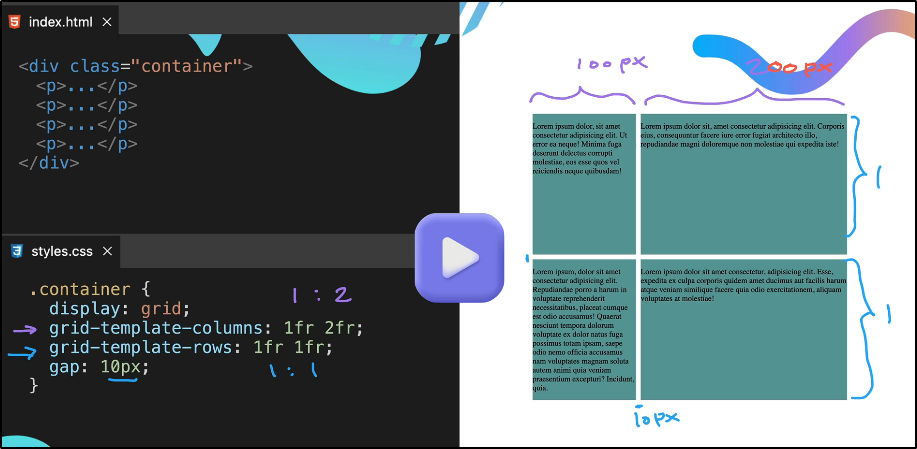 index.html ×
<div class="container">
<p>...</p>
<p>...</p>
<p>...</p>
<p>...</p>
</div>
styles.css ×
.container {
display: grid;
grid-template-columns: 1fr 2fr;
grid-template-rows: 1fr 1fr;
gap: 10px;
}
1 : 2
1 : 1
100px
200px
Lorem ipsum dolor, sit amet
consectetur adipisicing elit. Ut
error ea neque! Minima fuga
deserunt delectus corrupti
molestiae, eos esse quos vel
reiciendis neque quibusdam!
Lorem ipsum dolor sit, amet consectetur adipisicing elit. Corporis
eius, consequuntur facere iure error fugiat architecto illo,
repudiandae magni doloremque non molestiae qui expedita iste!
1
Lorem ipsum, dolor sit amet
consectetur adipisicing elit.
Repudiandae porro a harum in
voluptate reprehenderit
necessitatibus, placeat cumque
est odio accusamus! Quaerat
nesciunt tempora dolorum
voluptate ex dolor natus fuga
possimus totam ipsam, saepe
odio nemo officia accusamus
nam voluptates magnam soluta
autem animi quia veniam
praesentium excepturi? Incidunt,
quia.
Lorem ipsum dolor sit amet consectetur, adipisicing elit. Esse,
expedita ex culpa corporis quidem amet ducimus aut facilis harum
atque veniam similique facere quia odio exercitationem, aliquam
voluptates at molestiae!
1
10px